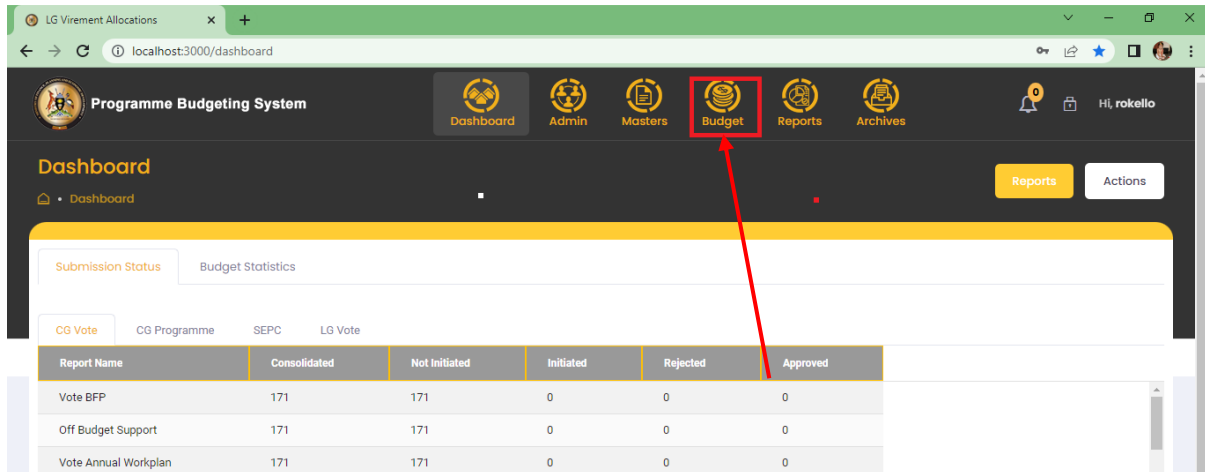 LG Virement Allocations
localhost:3000/dashboard
Programme Budgeting System
Dashboard Admin Masters Budget Reports Archives
0
Hi, rokello
Dashboard
Dashboard
Reports Actions
Submission Status Budget Statistics
CG Vote CG Programme SEPC LG Vote
Report Name Consolidated Not Initiated Initiated Rejected Approved
Vote BFP 171 171 0 0 0
Off Budget Support 171 171 0 0 0
Vote Annual Workplan 171 171 0 0 0